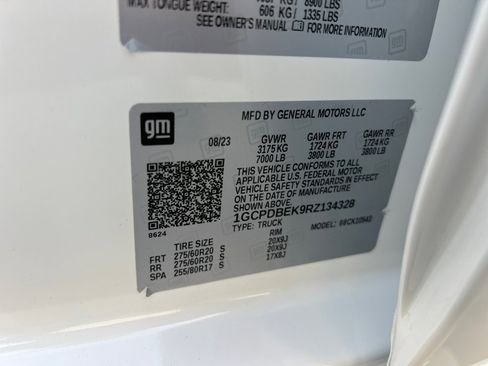 MAX TONGUE WEIGHT: 606 KG / 1335 LBS
SEE OWNER'S MANUAL FOR MORE INFORMATION
gm
MFD BY GENERAL MOTORS LLC
08/23 GVWR GAWR FRT GAWR RR
3175 KG 1724 KG 1724 KG
7000 LB 3800 LB 3800 LB
THIS VEHICLE CONFORMS TO ALL
APPLICABLE U.S. FEDERAL MOTOR
VEHICLE SAFETY STANDARDS IN
EFFECT ON THE DATE OF
MANUFACTURE SHOWN ABOVE.
1GCPDBEK9RZ134328
TYPE: TRUCK MODEL:
8624
TIRE SIZE RIM
FRT 275/60R20 S 20X9J
RR 275/60R20 S 20X9J
SPA 255/80R17 S 17X8J